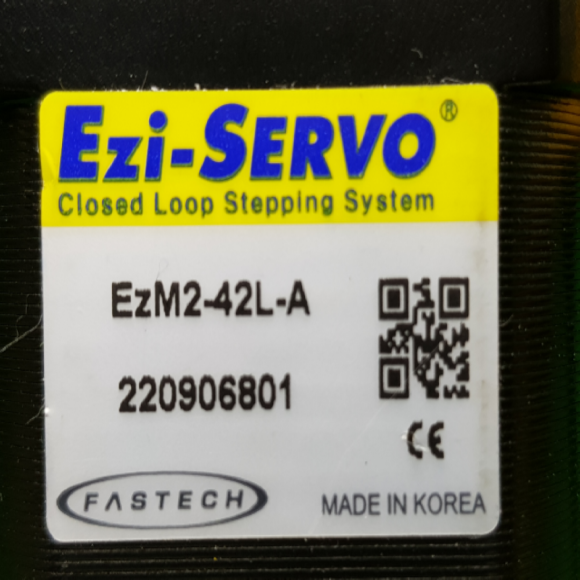 Ezi-SERVO®
Closed Loop Stepping System
EzM2-42L-A
220906801
CE
FASTECH
MADE IN KOREA